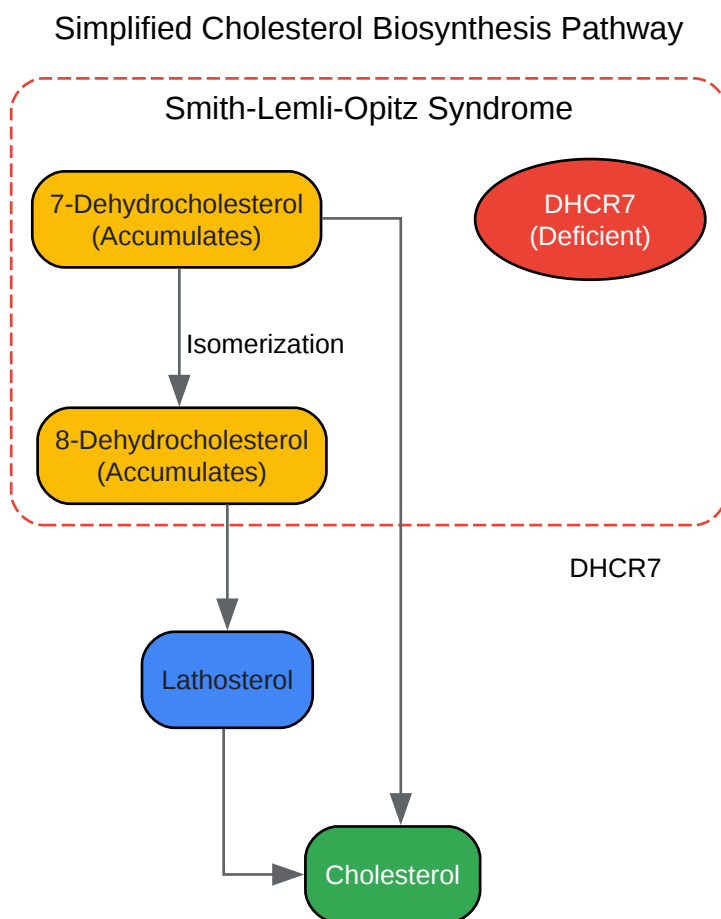 Simplified Cholesterol Biosynthesis Pathway
Smith-Lemli-Opitz Syndrome
7-Dehydrocholesterol
(Accumulates)
DHCR7
(Deficient)
Isomerization
8-Dehydrocholesterol
(Accumulates)
DHCR7
Lathosterol
Cholesterol